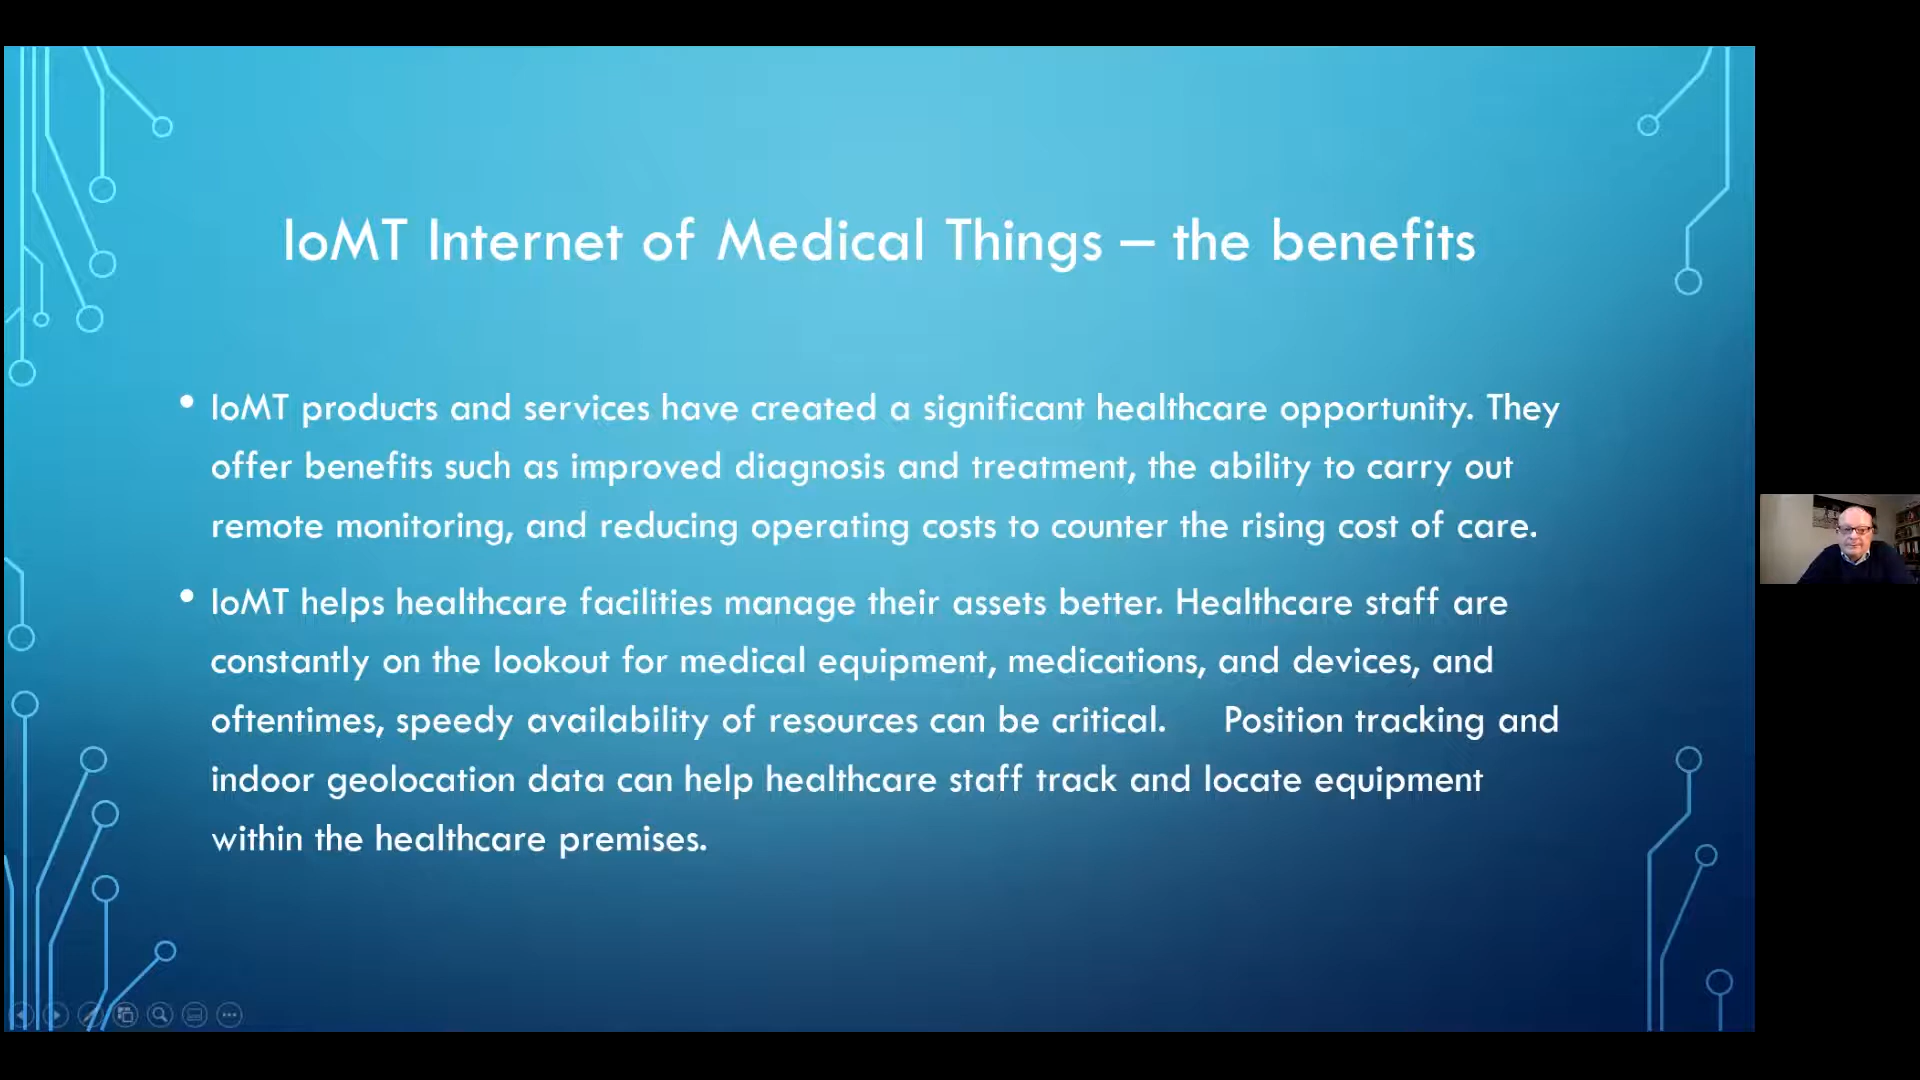 IoMT Internet of Medical Things – the benefits
• IoMT products and services have created a significant healthcare opportunity. They
offer benefits such as improved diagnosis and treatment, the ability to carry out
remote monitoring, and reducing operating costs to counter the rising cost of care.
• IoMT helps healthcare facilities manage their assets better. Healthcare staff are
constantly on the lookout for medical equipment, medications, and devices, and
oftentimes, speedy availability of resources can be critical. Position tracking and
indoor geolocation data can help healthcare staff track and locate equipment
within the healthcare premises.